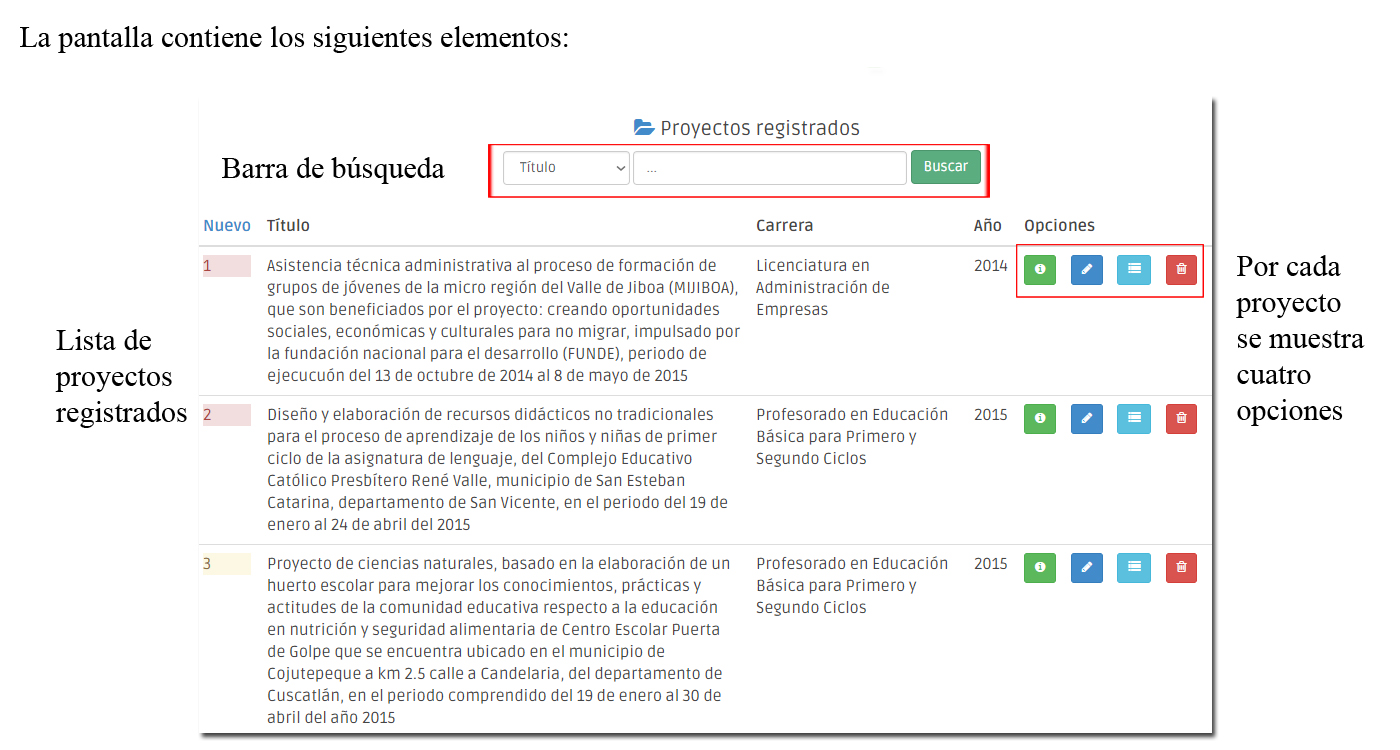 La pantalla contiene los siguientes elementos:
Proyectos registrados
Barra de búsqueda
Título
...
Buscar
Nuevo Título Carrera Año Opciones
1
Asistencia técnica administrativa al proceso de formación de
grupos de jóvenes de la micro región del Valle de Jiboa (MIJIBOA),
que son beneficiados por el proyecto: creando oportunidades
sociales, económicas y culturales para no migrar, impulsado por
la fundación nacional para el desarrollo (FUNDE), periodo de
ejecucuón del 13 de octubre de 2014 al 8 de mayo de 2015
Licenciatura en
Administración de
Empresas
2014
2
Diseño y elaboración de recursos didácticos no tradicionales
para el proceso de aprendizaje de los niños y niñas de primer
ciclo de la asignatura de lenguaje, del Complejo Educativo
Católico Presbítero René Valle, municipio de San Esteban
Catarina, departamento de San Vicente, en el periodo del 19 de
enero al 24 de abril del 2015
Profesorado en Educación
Básica para Primero y
Segundo Ciclos
2015
3
Proyecto de ciencias naturales, basado en la elaboración de un
huerto escolar para mejorar los conocimientos, prácticas y
actitudes de la comunidad educativa respecto a la educación
en nutrición y seguridad alimentaria de Centro Escolar Puerta
de Golpe que se encuentra ubicado en el municipio de
Cojutepeque a km 2.5 calle a Candelaria, del departamento de
Cuscatlán, en el periodo comprendido del 19 de enero al 30 de
abril del año 2015
Profesorado en Educación
Básica para Primero y
Segundo Ciclos
2015
Lista de
proyectos
registrados
Por cada
proyecto
se muestra
cuatro
opciones